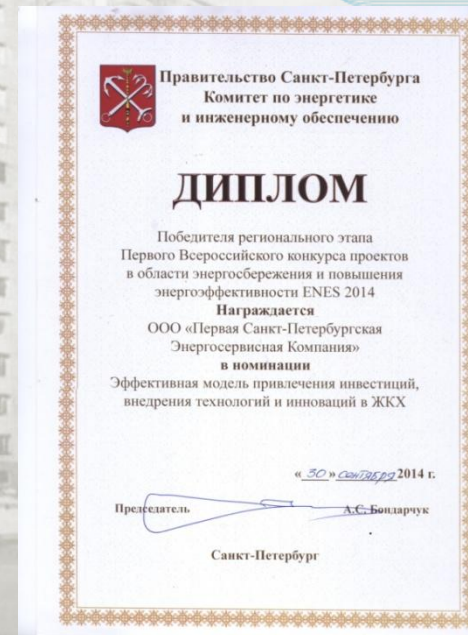 Правительство Санкт-Петербурга
Комитет по энергетике
и инженерному обеспечению
ДИПЛОМ
Победителя регионального этапа
Первого Всероссийского конкурса проектов
в области энергосбережения и повышения
энергоэффективности ENES 2014
Награждается
ООО «Первая Санкт-Петербургская
Энергосервисная Компания»
в номинации
Эффективная модель привлечения инвестиций,
внедрения технологий и инноваций в ЖКХ
« 30 » сентября 2014 г.
Председатель А.С. Бондарчук
Санкт-Петербург